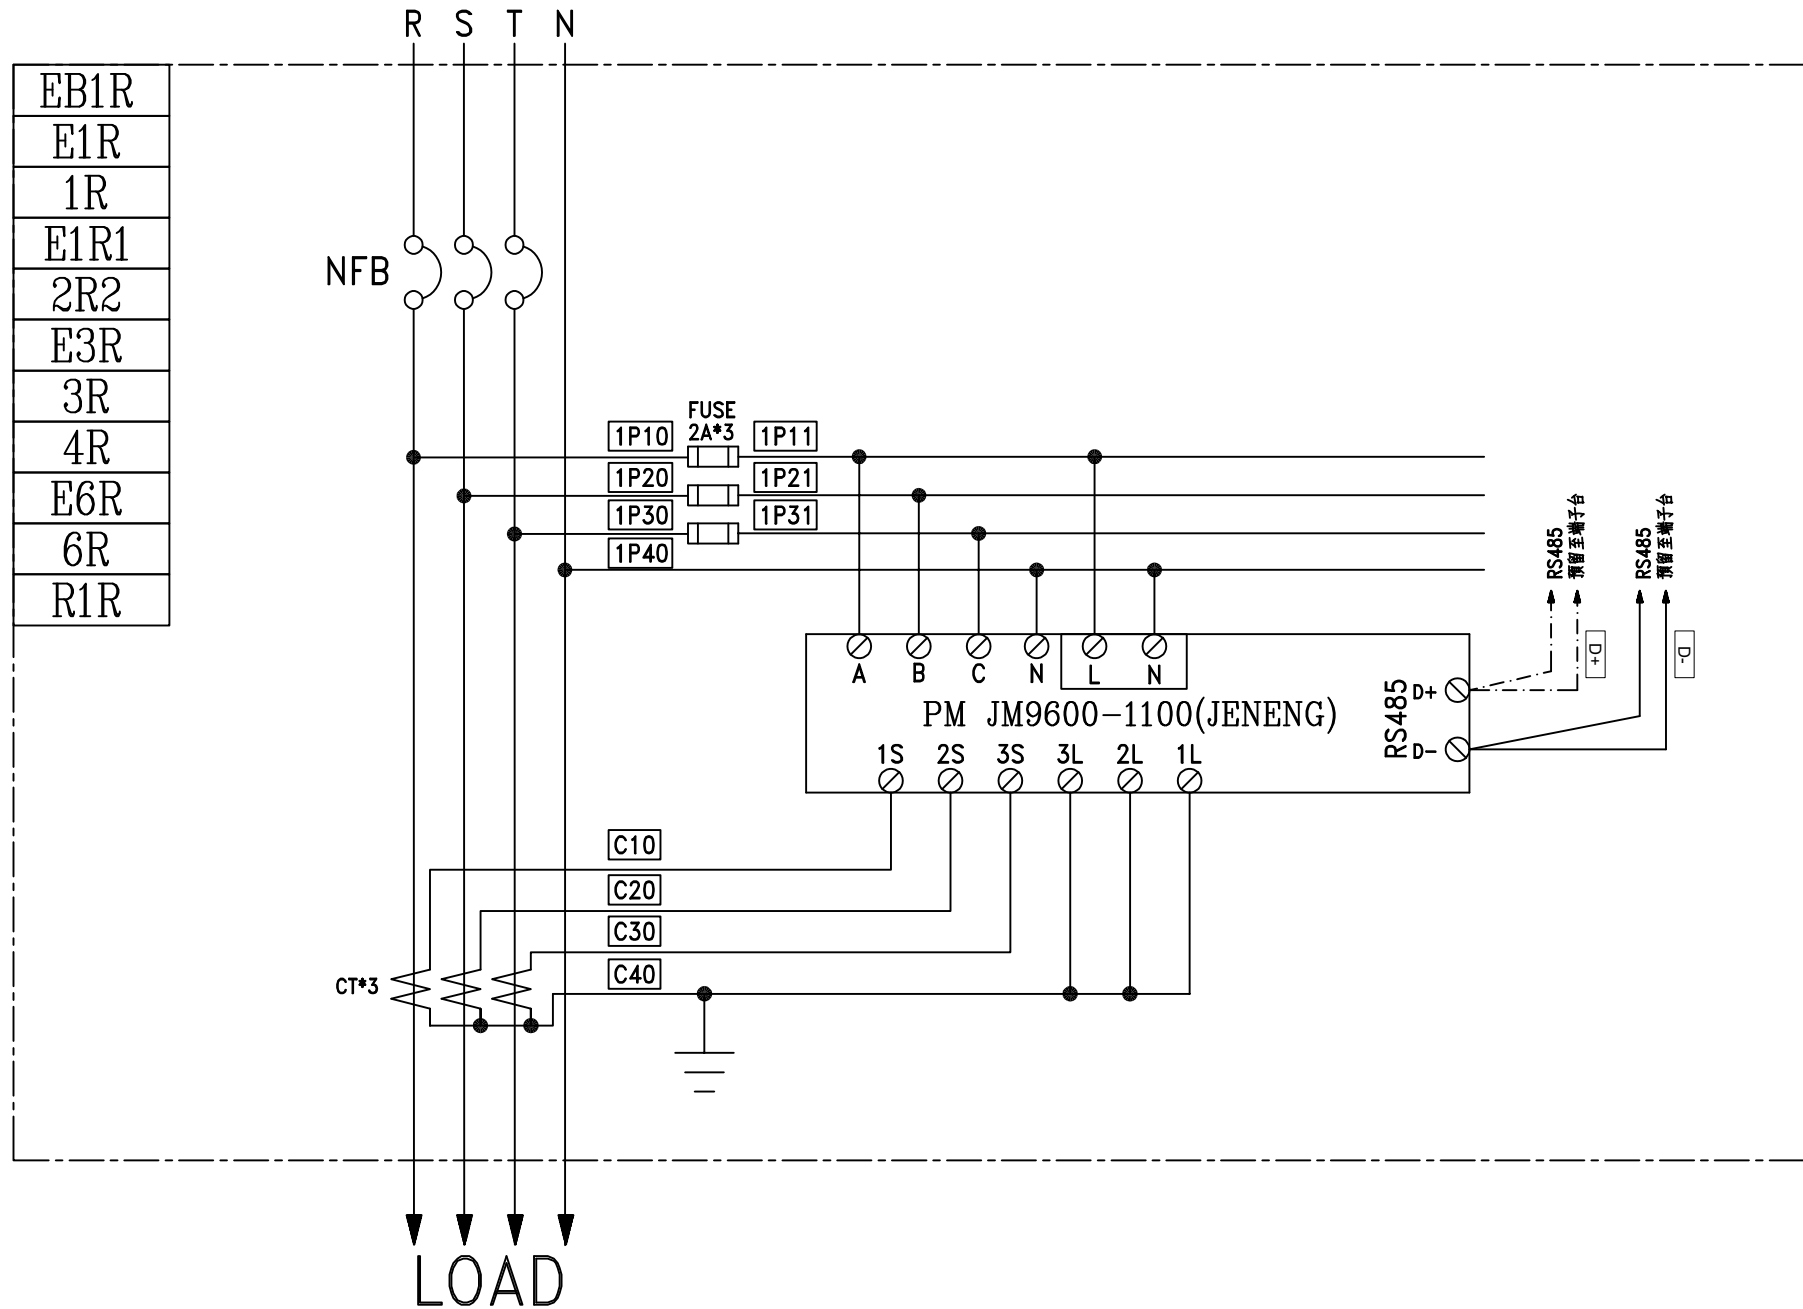 R S T N
EB1R
E1R
1R
E1R1
2R2
E3R
3R
4R
E6R
6R
R1R
NFB
FUSE
2A*3
1P10
1P11
1P20
1P21
1P30
1P31
1P40
RS485
預留至端子台
RS485
預留至端子台
D+
D-
A B C N L N
PM JM9600-1100(JENENG)
RS485
D+
D-
1S 2S 3S 3L 2L 1L
C10
C20
C30
C40
CT*3
LOAD